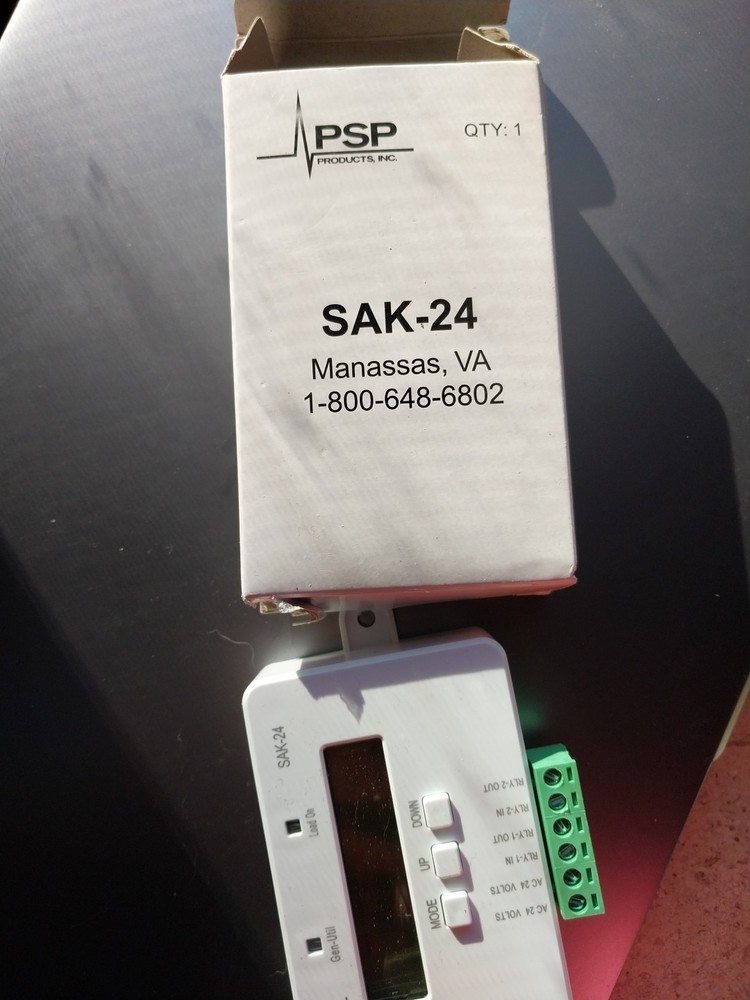 PSP
PRODUCTS, INC.
QTY: 1
SAK-24
Manassas, VA
1-800-648-6802
SAK-24
Load On
Gen-Util
DOWN
UP
MODE
RLY-2 OUT
RLY-2 IN
RLY-1 OUT
RLY-1 IN
AC 24 VOLTS
AC 24 VOLTS